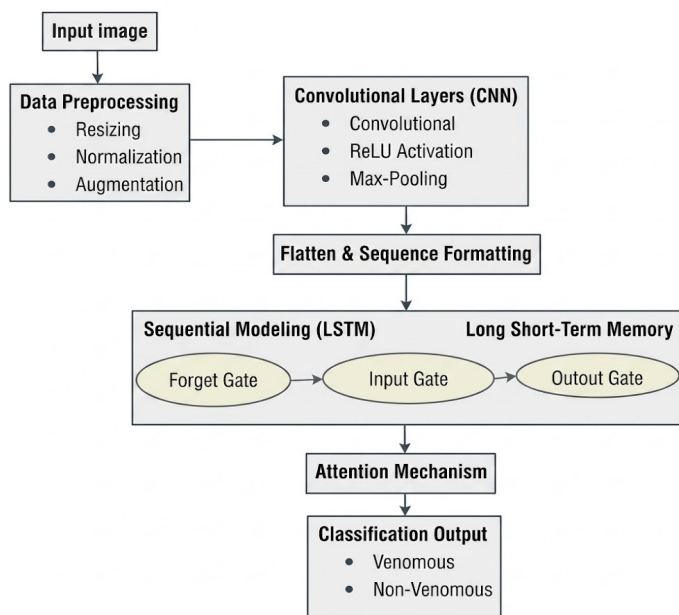 Input image
Data Preprocessing
• Resizing
• Normalization
• Augmentation
Convolutional Layers (CNN)
• Convolutional
• ReLU Activation
• Max-Pooling
Flatten & Sequence Formatting
Sequential Modeling (LSTM) Long Short-Term Memory
Forget Gate Input Gate Outout Gate
Attention Mechanism
Classification Output
• Venomous
• Non-Venomous